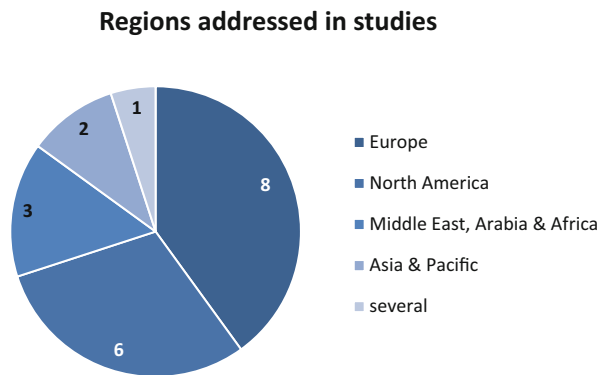 Regions addressed in studies
1
2
8
3
6
Europe
North America
Middle East, Arabia & Africa
Asia & Pacific
several